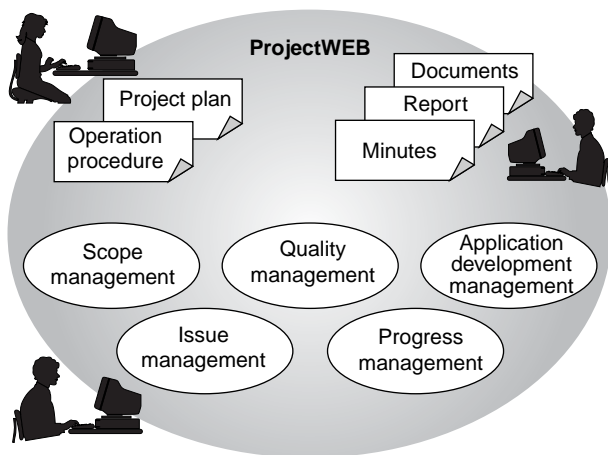 ProjectWEB
Project plan
Operation
procedure
Documents
Report
Minutes
Scope
management
Quality
management
Application
development
management
Issue
management
Progress
management